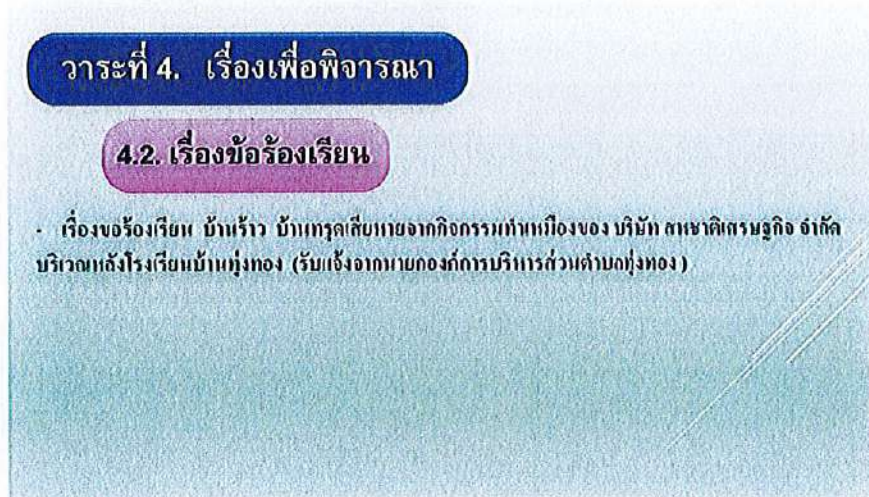 วาระที่ 4. เรื่องเพื่อพิจารณา
4.2. เรื่องข้อร้องเรียน
- เรื่องขอร้องเรียน บ้านร้าว บ้านทรุดเสียหายจากกิจกรรมทำเหมืองของ บริษัท สหชาติเศรษฐกิจ จำกัด
บริเวณหลังโรงเรียนบ้านทุ่งทอง (รับแจ้งจากนายกองค์การบริหารส่วนตำบลทุ่งทอง)